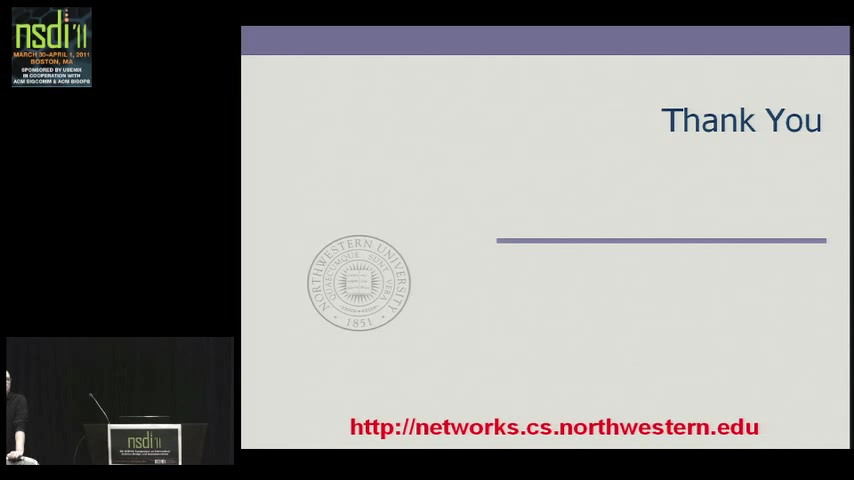 nsdi'11
MARCH 30–APRIL 1, 2011
BOSTON, MA
SPONSORED BY USENIX
IN COOPERATION WITH
ACM SIGCOMM & ACM SIGOPS
Thank You
NORTHWESTERN UNIVERSITY
QUAECUMQUE SUNT VERA
1851
http://networks.cs.northwestern.edu
nsdi'11